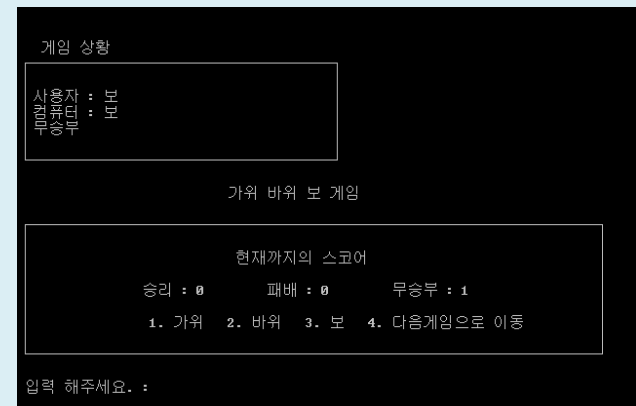 게임 상황
사용자 : 보
컴퓨터 : 보
무승부
가위 바위 보 게임
현재까지의 스코어
승리 : 0 패배 : 0 무승부 : 1
1. 가위 2. 바위 3. 보 4. 다음게임으로 이동
입력 해주세요. :